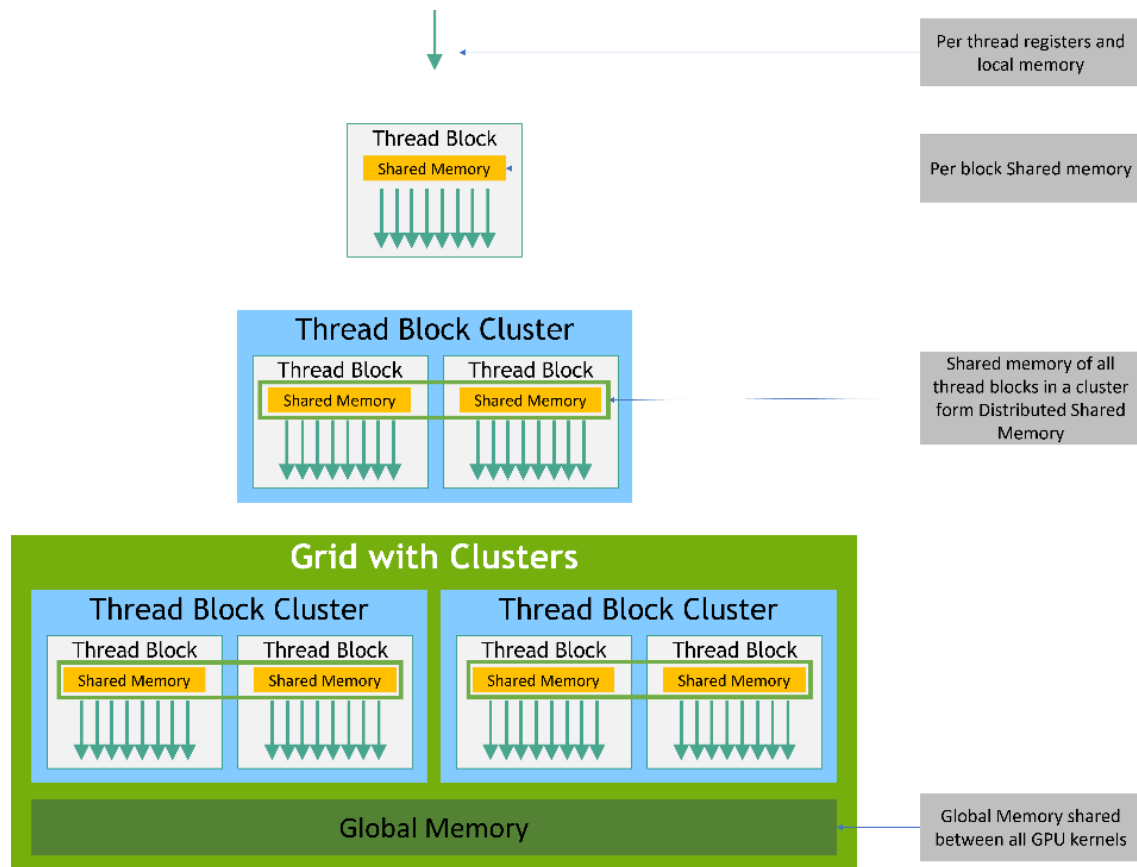 Per thread registers and
local memory
Thread Block
Shared Memory
Per block Shared memory
Thread Block Cluster
Thread Block
Thread Block
Shared Memory
Shared Memory
Shared memory of all
thread blocks in a cluster
form Distributed Shared
Memory
Grid with Clusters
Thread Block Cluster
Thread Block Cluster
Thread Block
Thread Block
Thread Block
Thread Block
Shared Memory
Shared Memory
Shared Memory
Shared Memory
Global Memory
Global Memory shared
between all GPU kernels